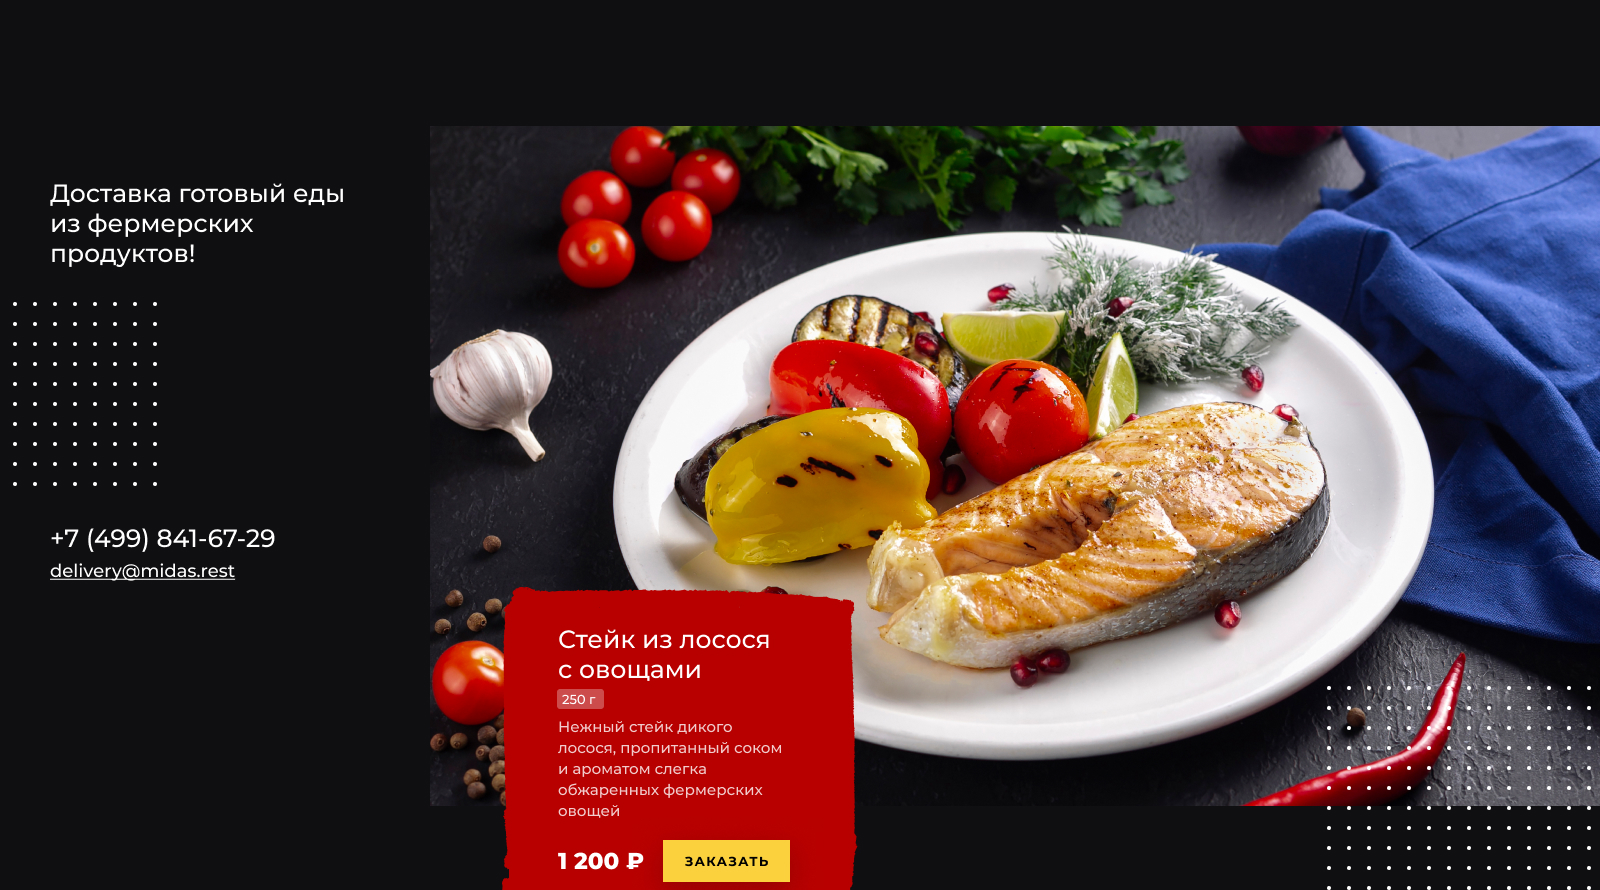 Доставка готовый еды
из фермерских
продуктов!
+7 (499) 841-67-29
delivery@midas.rest
Стейк из лосося
с овощами
250 г
Нежный стейк дикого
лосося, пропитанный соком
и ароматом слегка
обжаренных фермерских
овощей
1 200 ₽
ЗАКАЗАТЬ